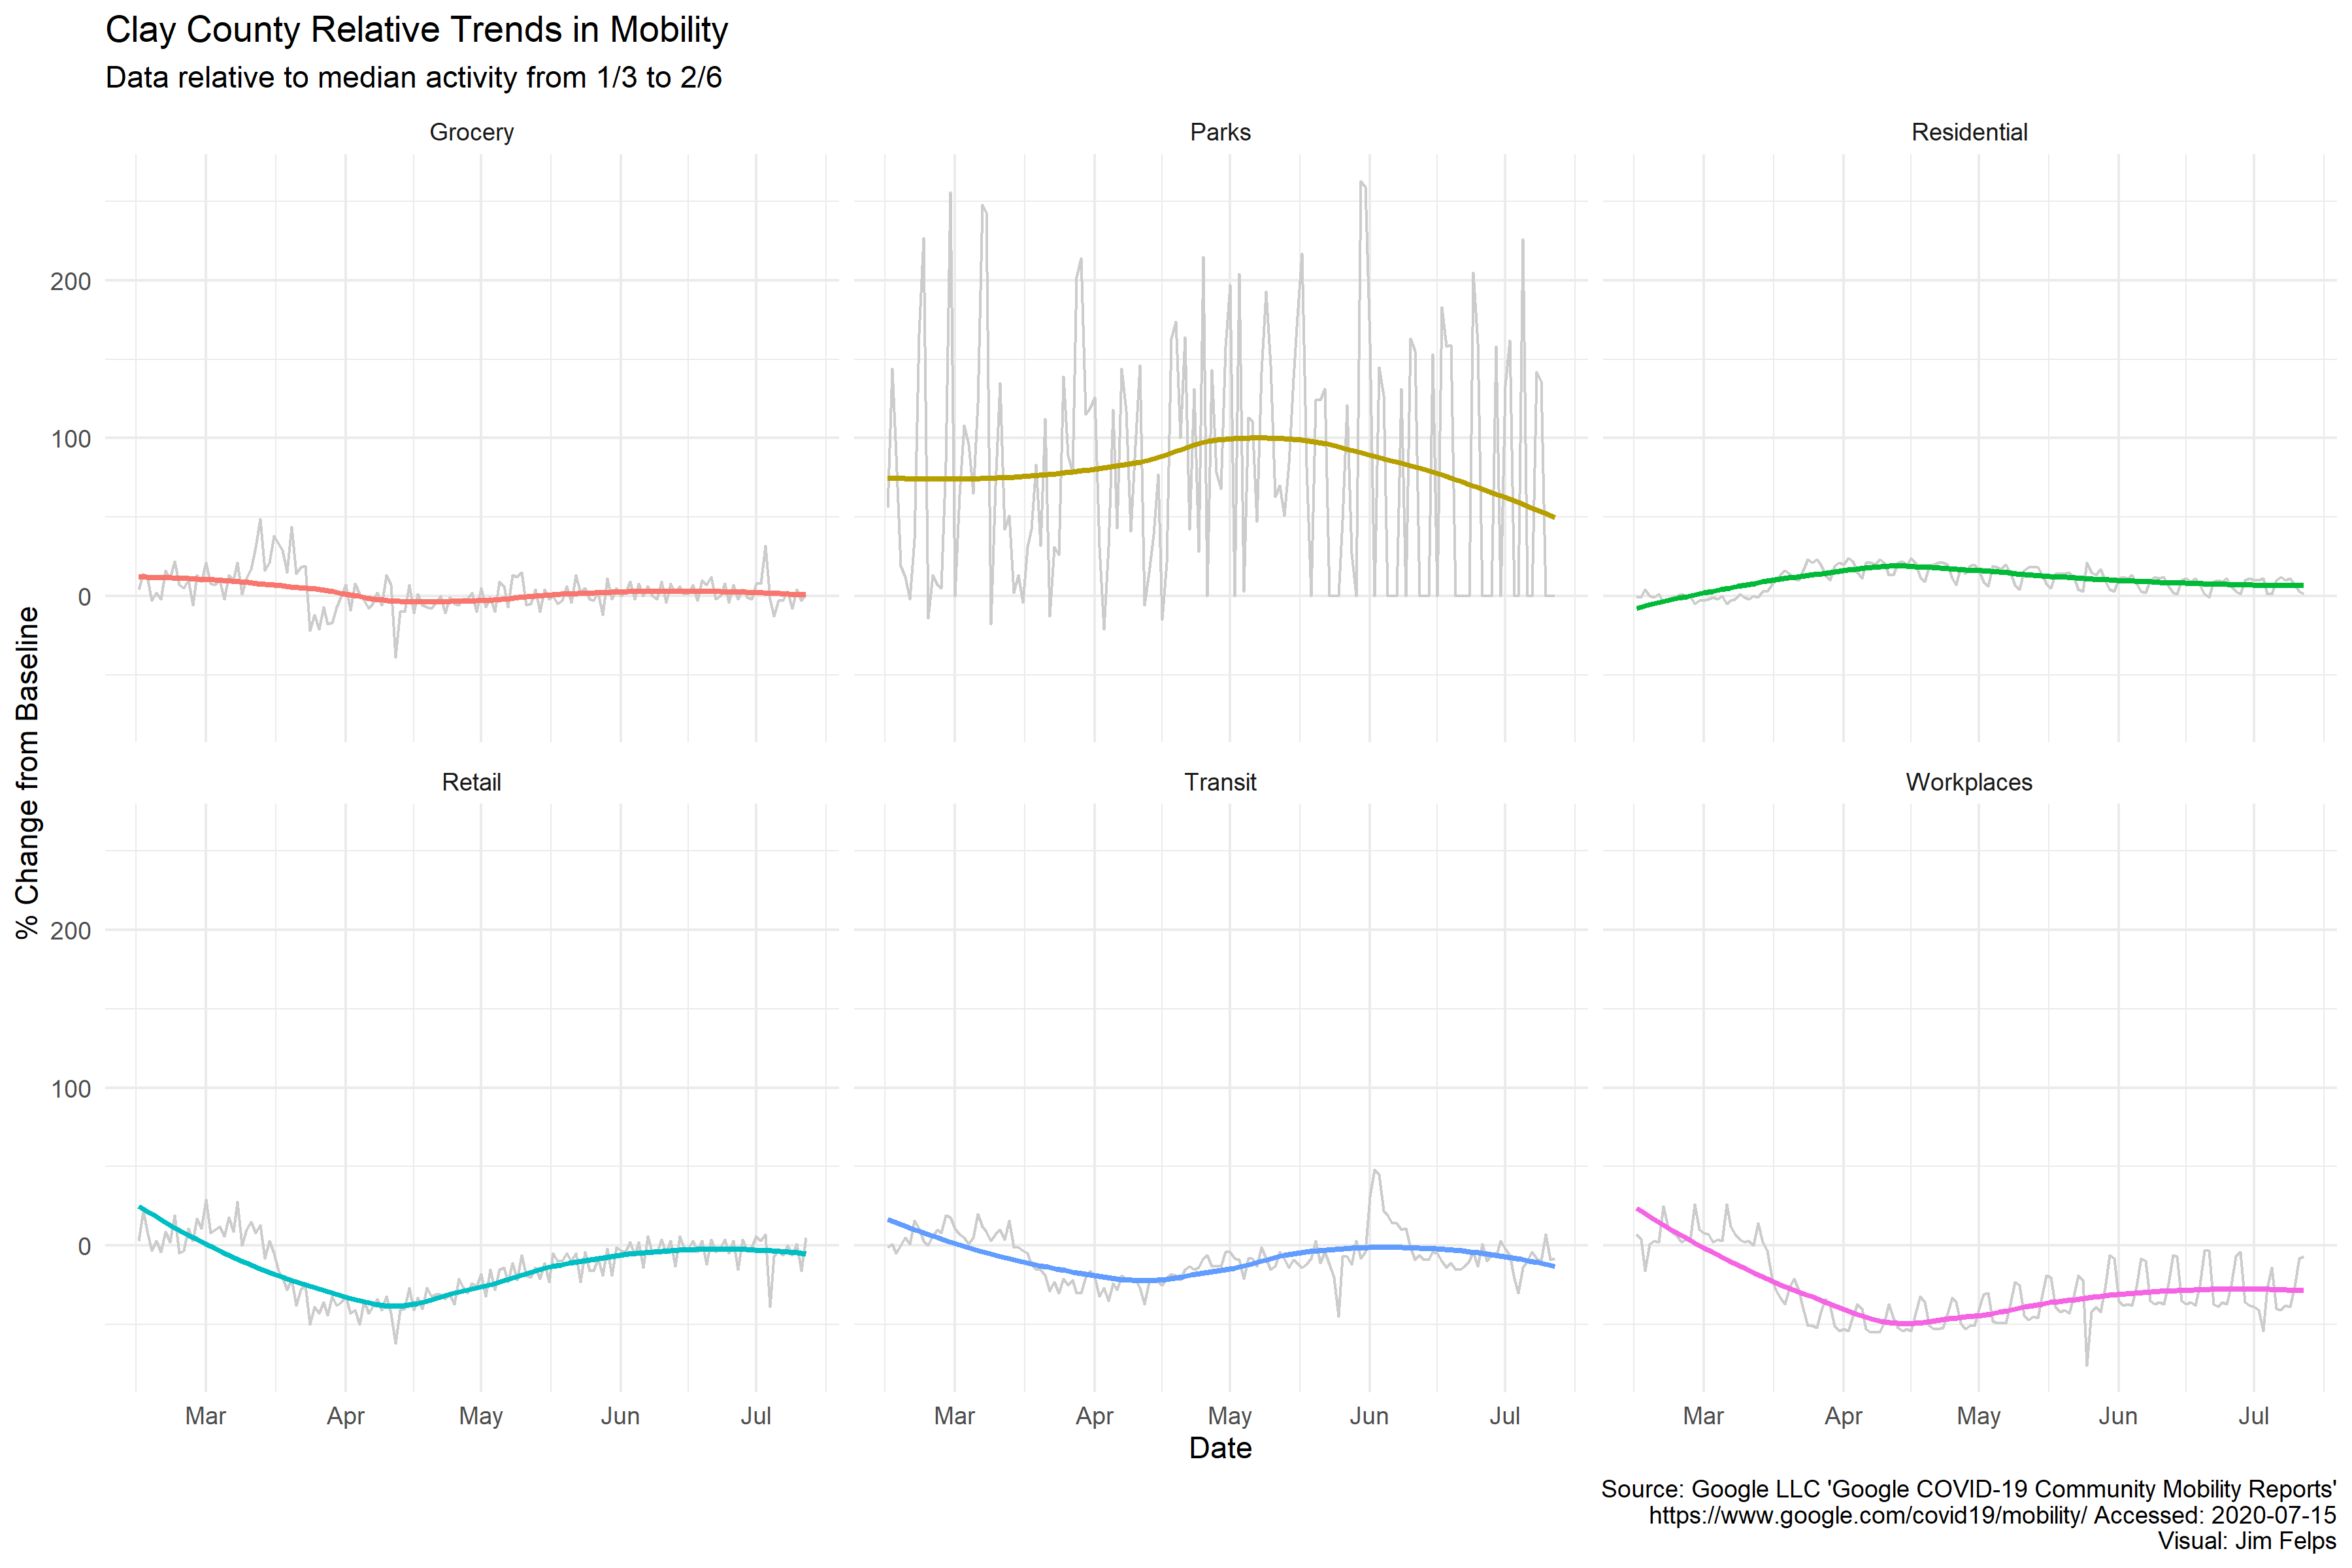 Clay County Relative Trends in Mobility
Data relative to median activity from 1/3 to 2/6
Grocery
Parks
Residential
200
100
0
% Change from Baseline
Retail
Transit
Workplaces
200
100
0
Mar Apr May Jun Jul
Mar Apr May Jun Jul
Mar Apr May Jun Jul
Date
Source: Google LLC 'Google COVID-19 Community Mobility Reports'
https://www.google.com/covid19/mobility/ Accessed: 2020-07-15
Visual: Jim Felps